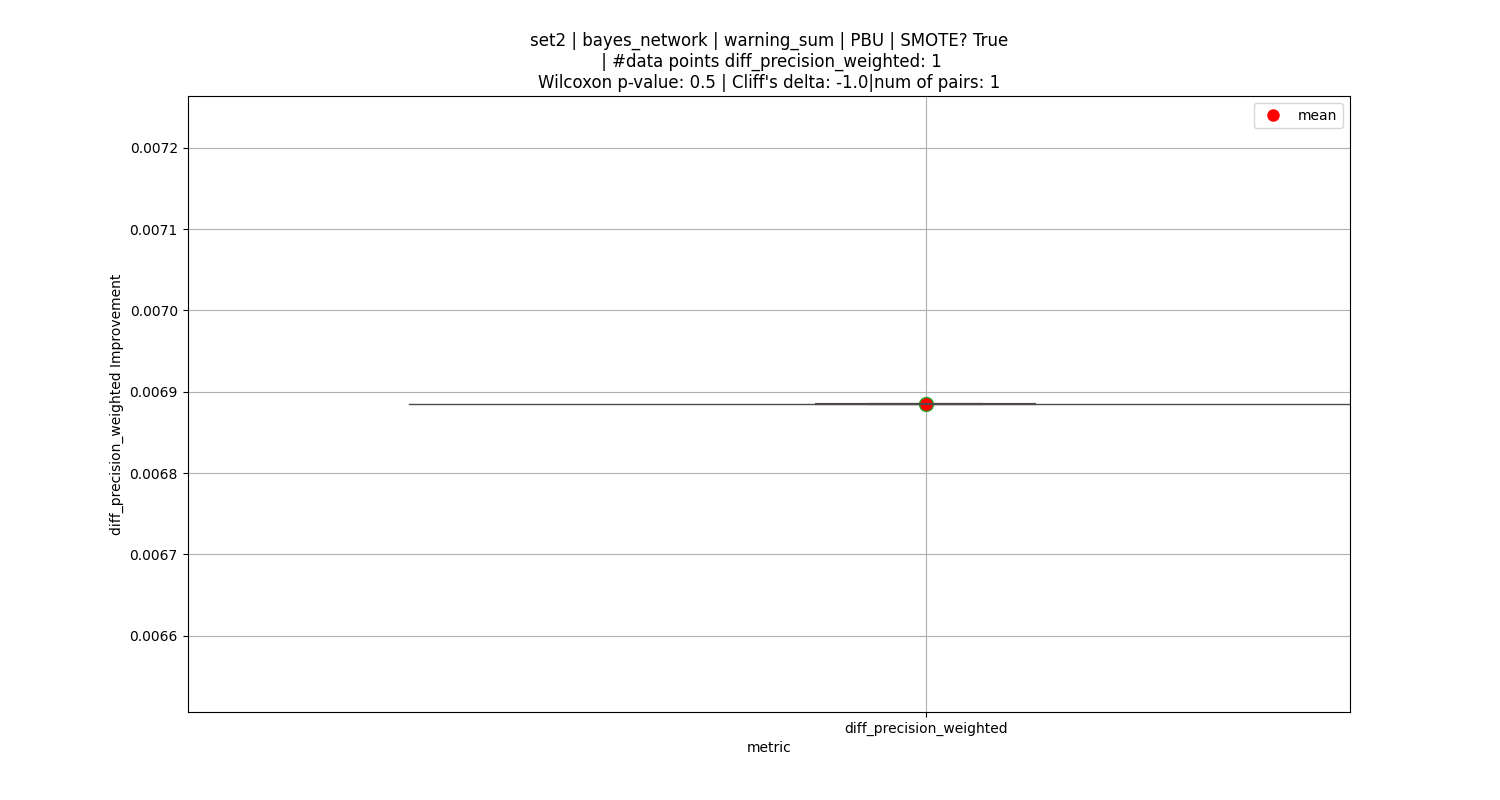 set2 | bayes_network | warning_sum | PBU | SMOTE? True
| #data points diff_precision_weighted: 1
Wilcoxon p-value: 0.5 | Cliff's delta: -1.0|num of pairs: 1
mean
0.0072
0.0071
0.0070
0.0069
0.0068
0.0067
0.0066
diff_precision_weighted Improvement
diff_precision_weighted
metric